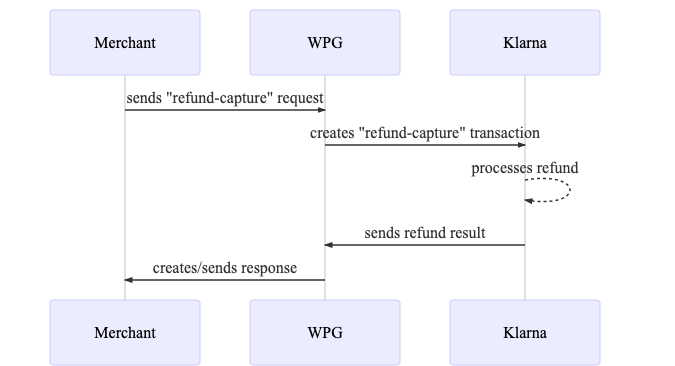 Merchant
WPG
Klarna
sends "refund-capture" request
creates "refund-capture" transaction
processes refund
sends refund result
creates/sends response
Merchant
WPG
Klarna